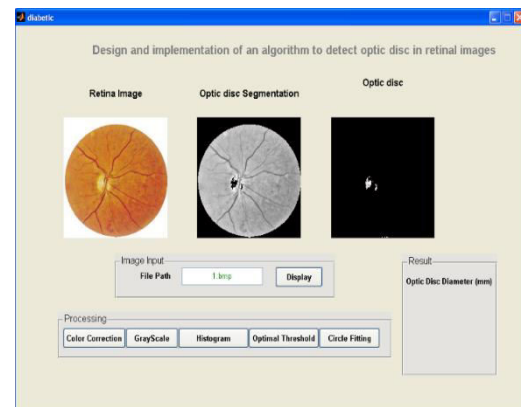 diabetic
Design and implementation of an algorithm to detect optic disc in retinal images
Retina Image
Optic disc Segmentation
Optic disc
Image Input
File Path
1.bmp
Display
Result
Optic Disc Diameter (mm)
Processing
Color Correction
GrayScale
Histogram
Optimal Threshold
Circle Fitting